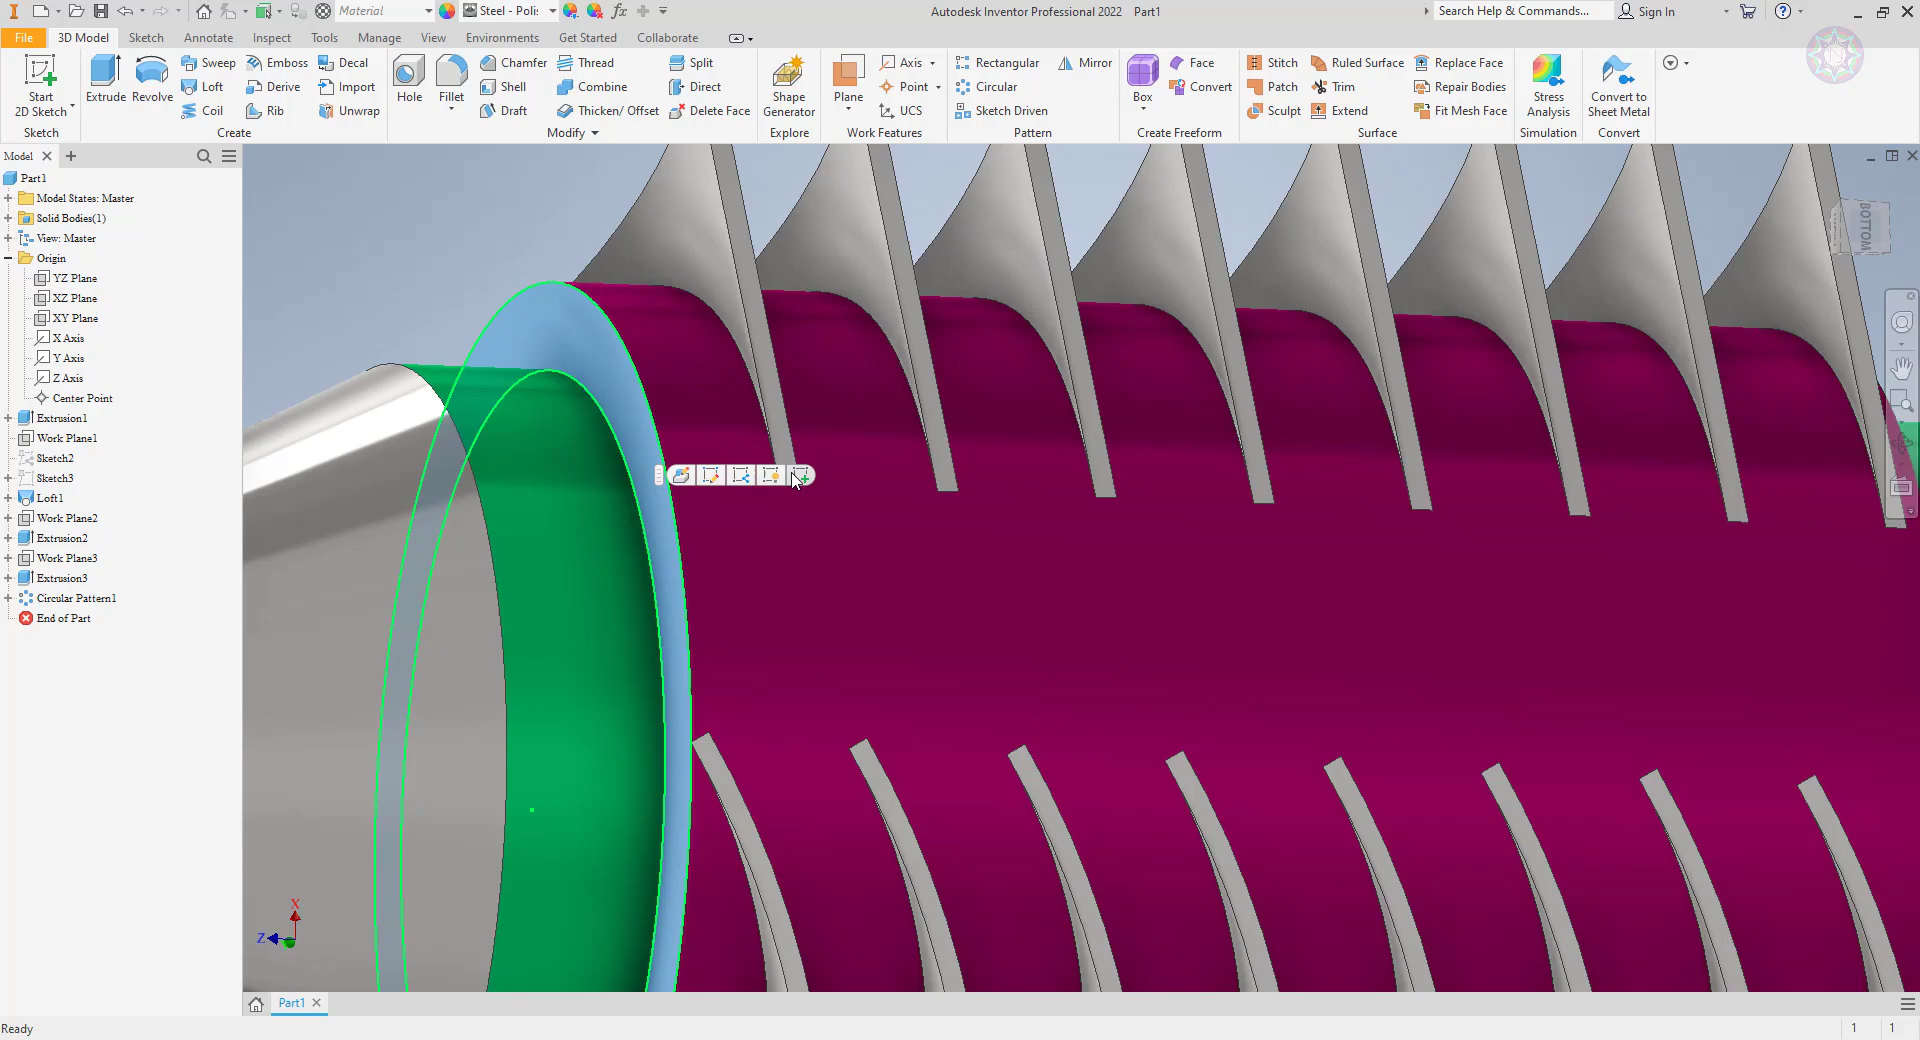 Material
Steel - Polis
Autodesk Inventor Professional 2022 Part1
Search Help & Commands...
Sign In
File
3D Model
Sketch
Annotate
Inspect
Tools
Manage
View
Environments
Get Started
Collaborate
Start
2D Sketch
Sketch
Extrude
Revolve
Sweep
Loft
Coil
Emboss
Derive
Rib
Decal
Import
Unwrap
Create
Hole
Fillet
Chamfer
Shell
Draft
Thread
Combine
Thicken/ Offset
Split
Direct
Delete Face
Modify
Shape
Generator
Explore
Plane
Axis
Point
UCS
Work Features
Rectangular
Circular
Sketch Driven
Mirror
Pattern
Box
Face
Convert
Create Freeform
Stitch
Patch
Sculpt
Ruled Surface
Trim
Extend
Replace Face
Repair Bodies
Fit Mesh Face
Surface
Stress
Analysis
Simulation
Convert to
Sheet Metal
Convert
Model
Part1
Model States: Master
Solid Bodies(1)
View: Master
Origin
YZ Plane
XZ Plane
XY Plane
X Axis
Y Axis
Z Axis
Center Point
Extrusion1
Work Plane1
Sketch2
Sketch3
Loft1
Work Plane2
Extrusion2
Work Plane3
Extrusion3
Circular Pattern1
End of Part
BOTTOM
X
Z
Part1
Ready
1 1